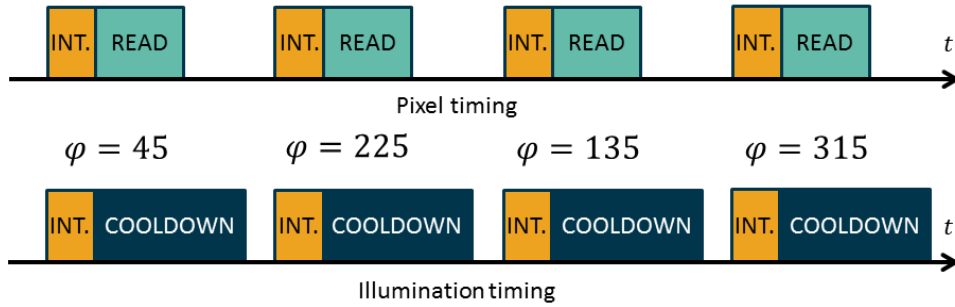 INT. READ INT. READ INT. READ INT. READ t
Pixel timing
φ = 45 φ = 225 φ = 135 φ = 315
INT. COOLDOWN INT. COOLDOWN INT. COOLDOWN INT. COOLDOWN t
Illumination timing